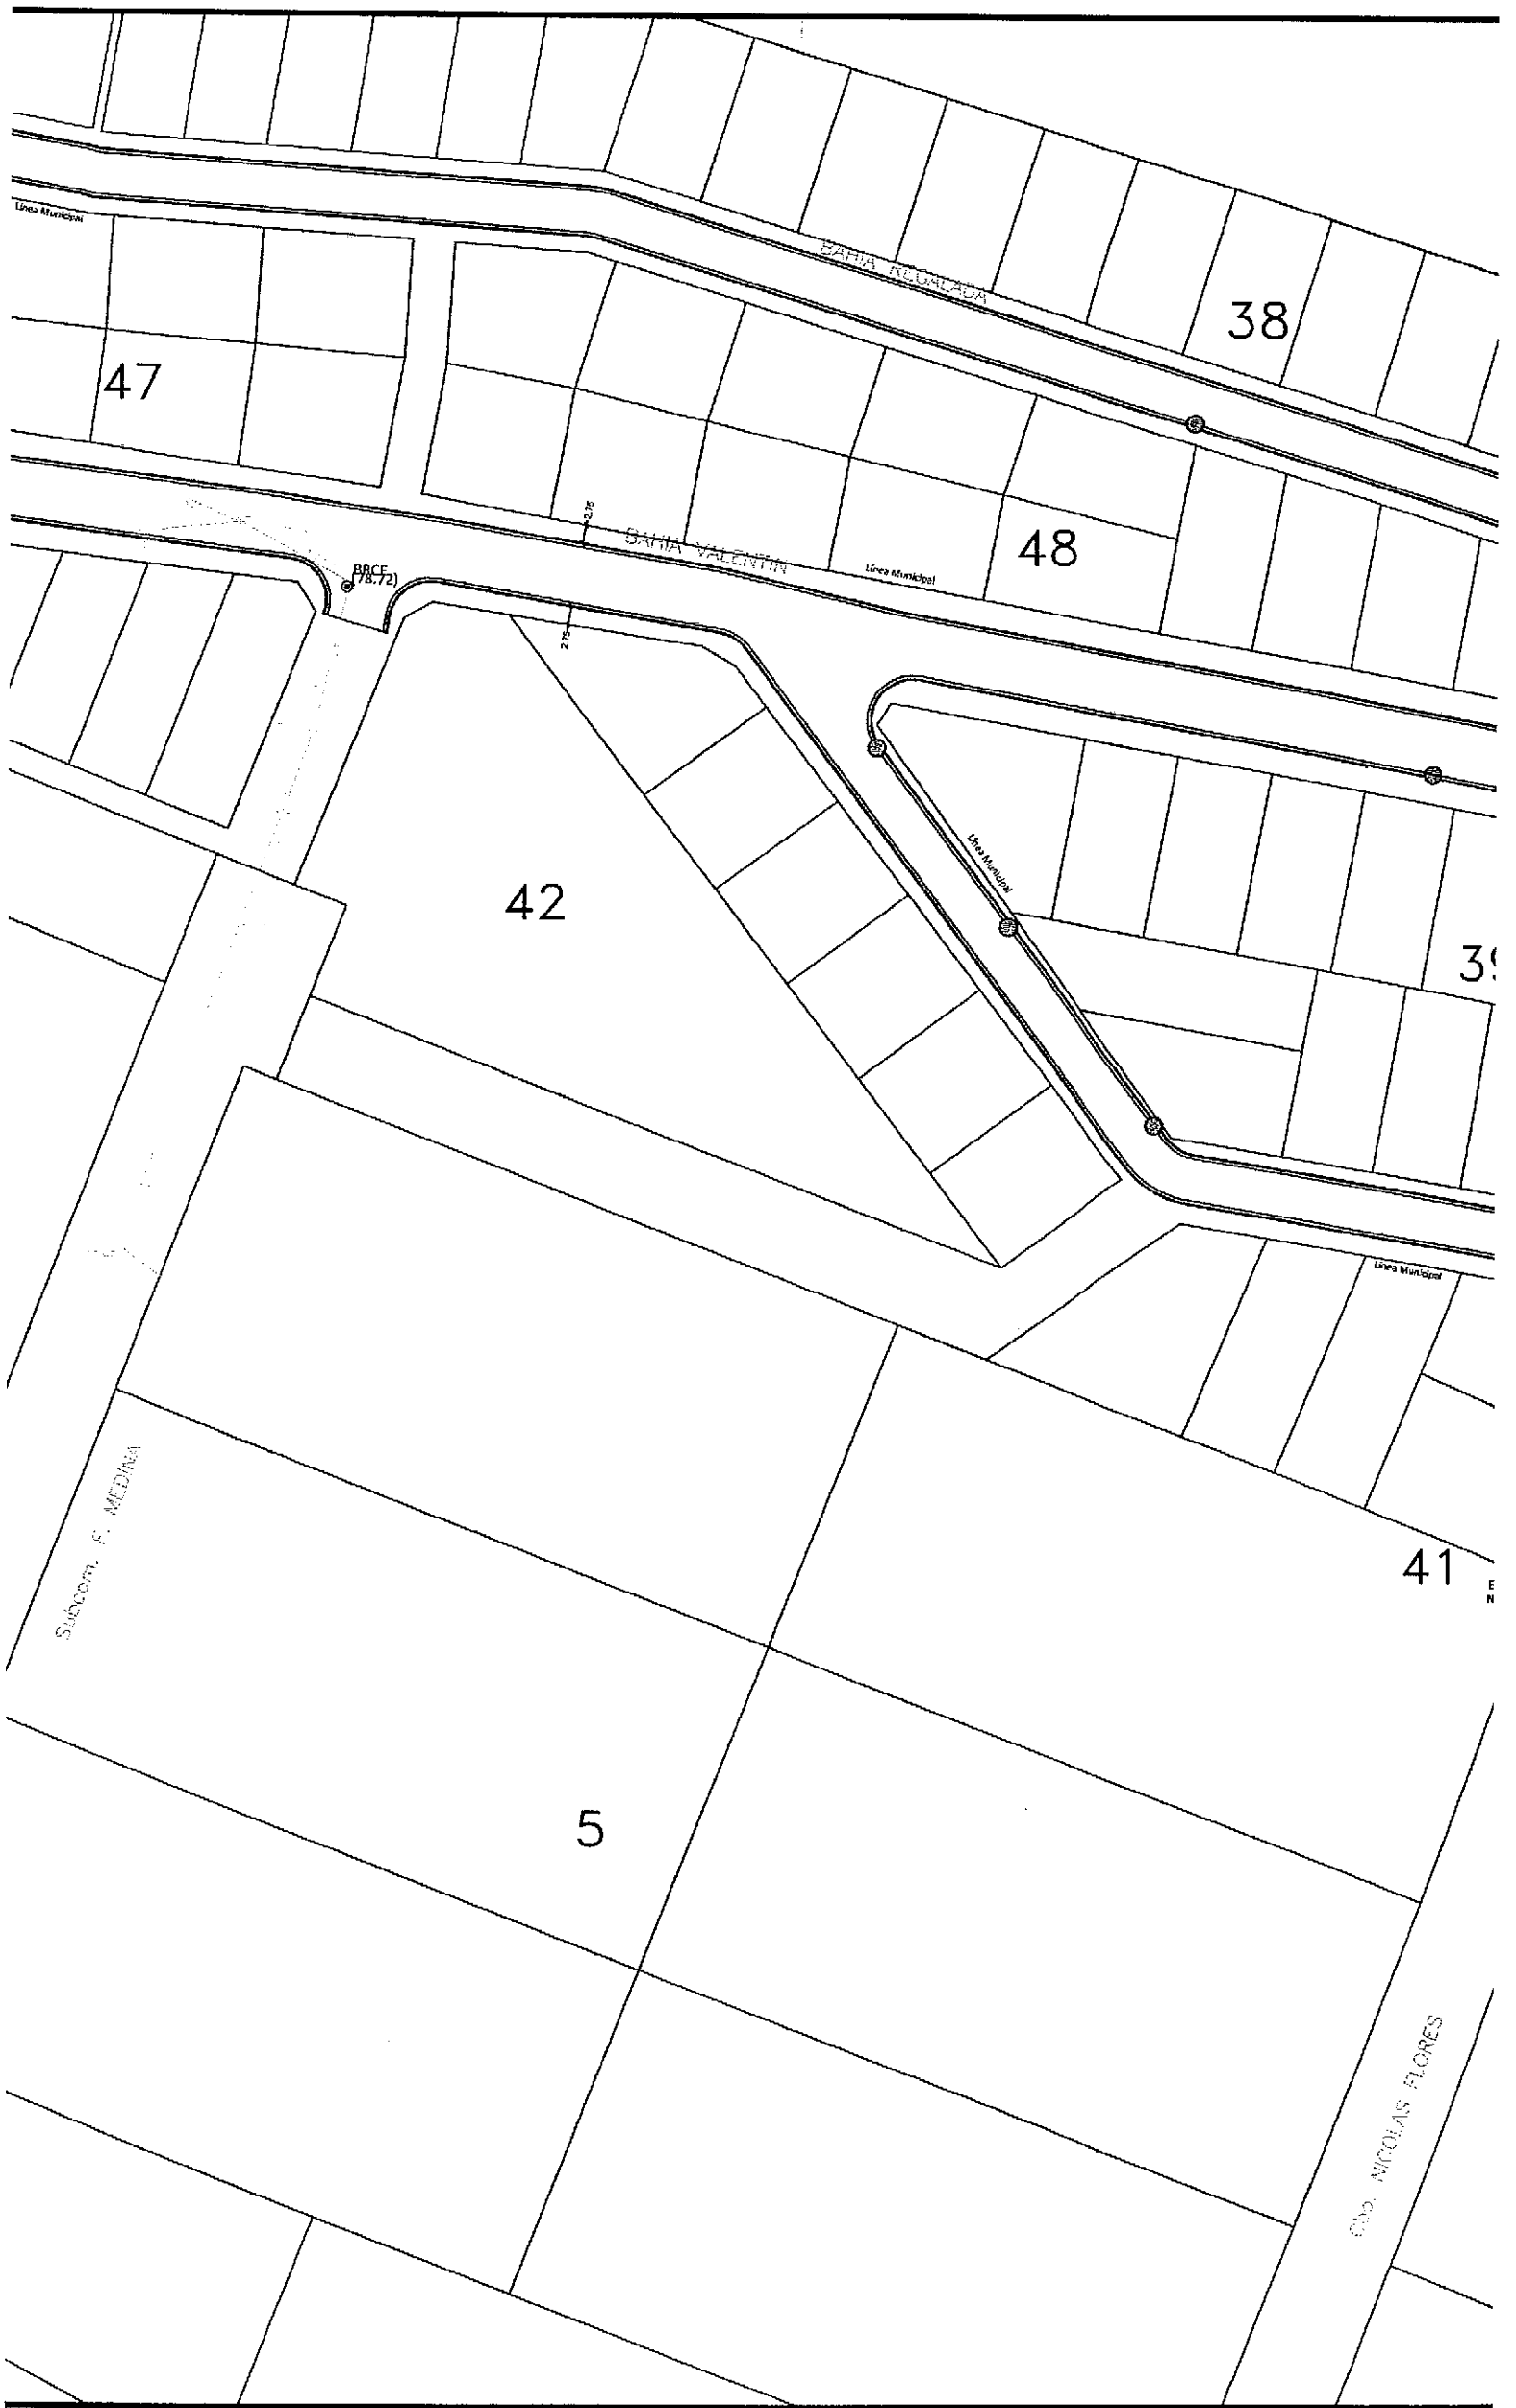 Línea Municipal
BAHIA REGALADA
38
47
2.75
BAHIA VALENTIN
Línea Municipal
48
BRCF
(78.72)
2.75
Línea Municipal
42
39
Línea Municipal
Subcom. F. MEDINA
41
E
N
5
Cbo. NICOLAS FLORES